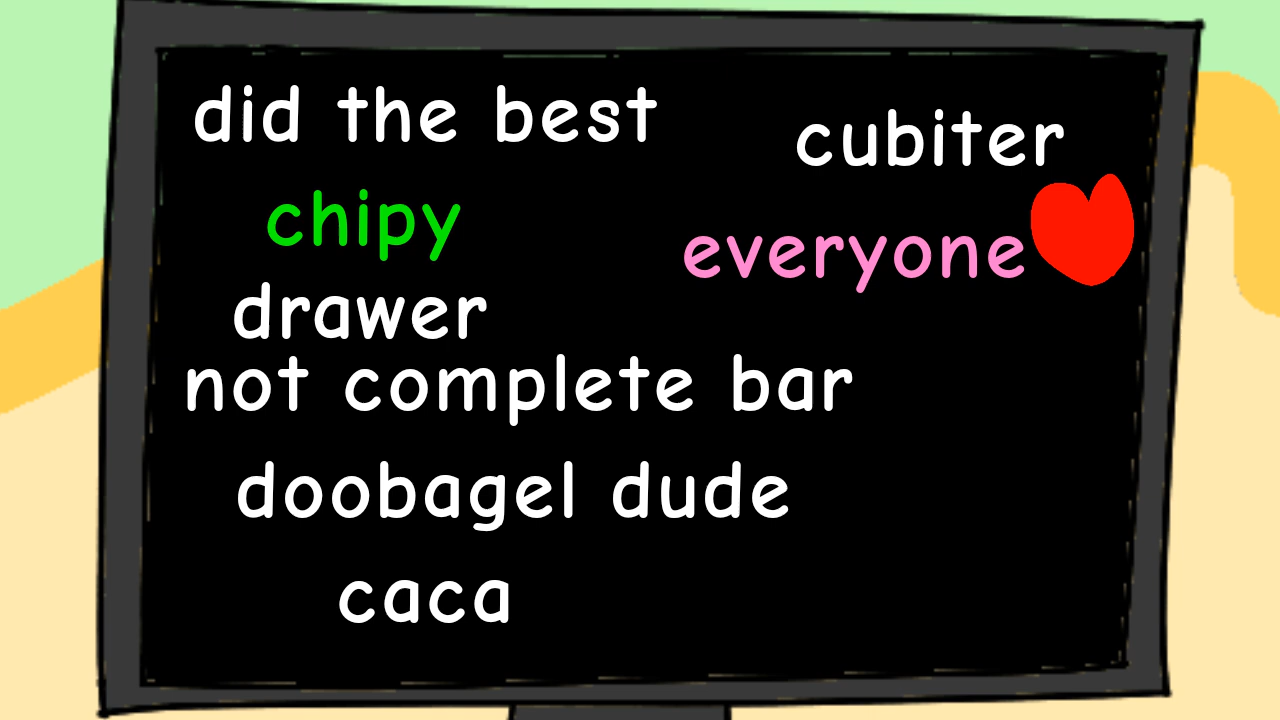 did the best
cubiter
chipy
everyone
drawer
not complete bar
doobagel dude
caca